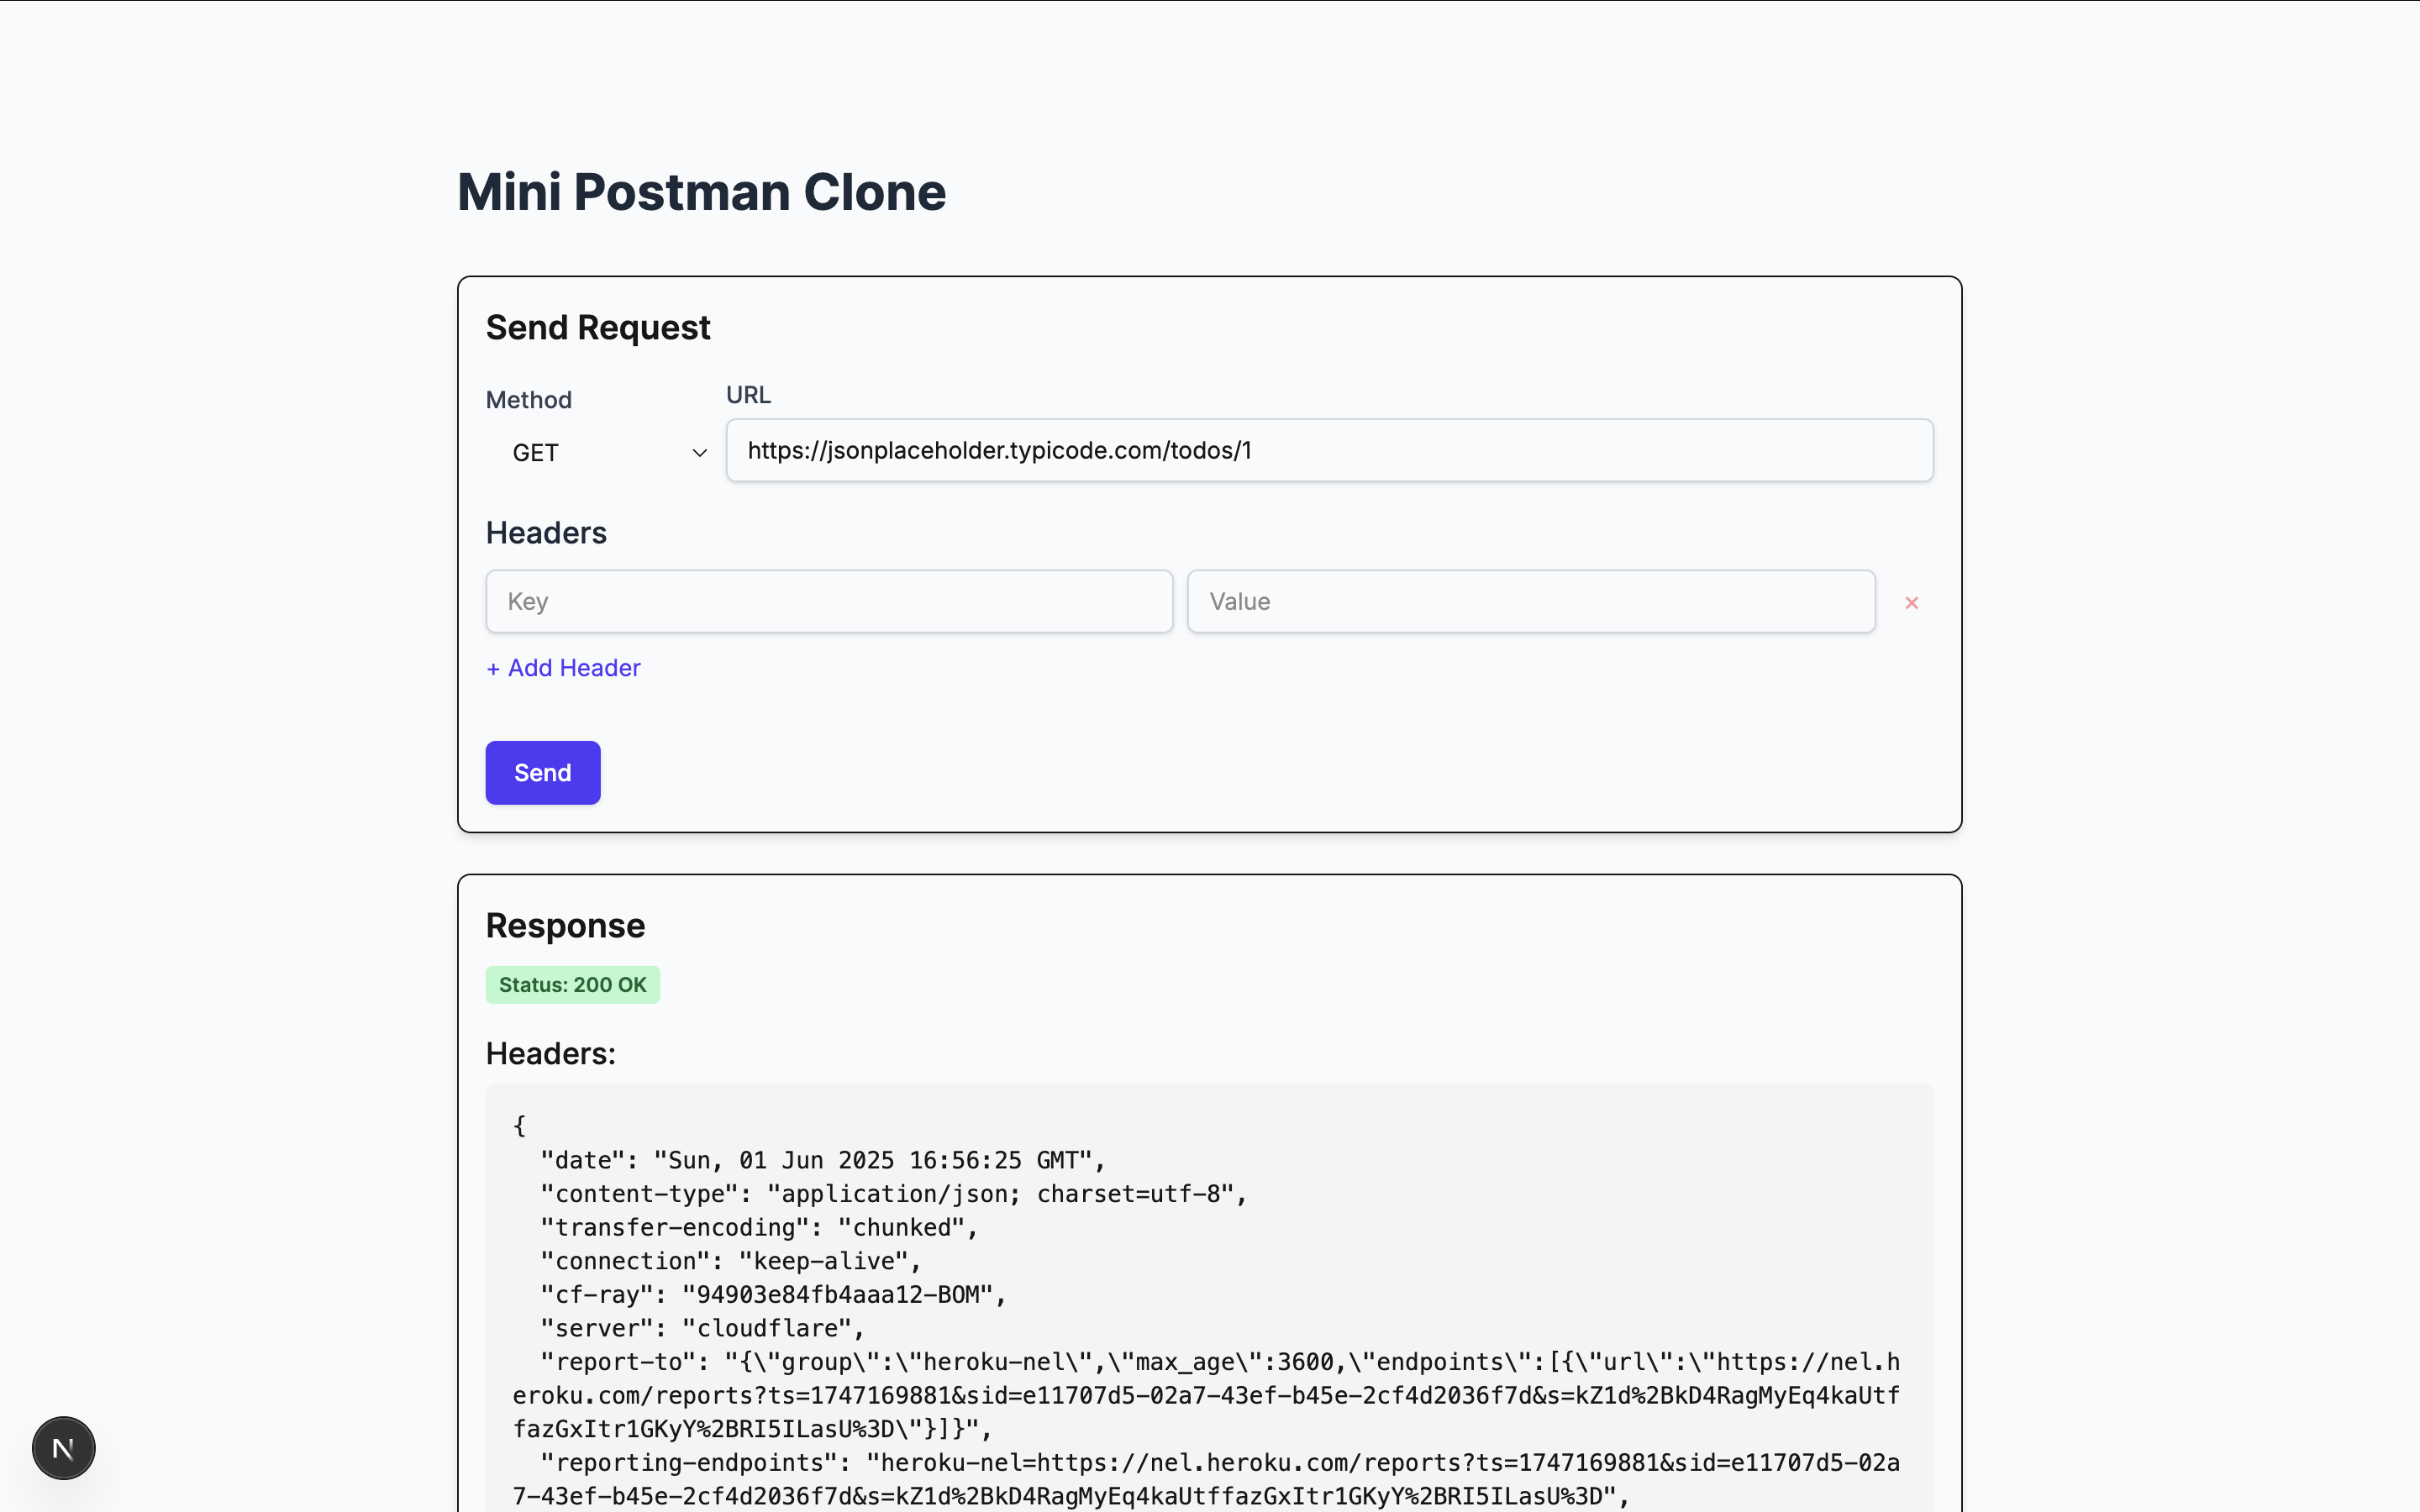 Mini Postman Clone
Send Request
Method
URL
GET
https://jsonplaceholder.typicode.com/todos/1
Headers
Key
Value
×
+ Add Header
Send
Response
Status: 200 OK
Headers:
{
  "date": "Sun, 01 Jun 2025 16:56:25 GMT",
  "content-type": "application/json; charset=utf-8",
  "transfer-encoding": "chunked",
  "connection": "keep-alive",
  "cf-ray": "94903e84fb4aaa12-BOM",
  "server": "cloudflare",
  "report-to": "{\"group\":\"heroku-nel\",\"max_age\":3600,\"endpoints\":[{\"url\":\"https://nel.h
eroku.com/reports?ts=1747169881&sid=e11707d5-02a7-43ef-b45e-2cf4d2036f7d&s=kZ1d%2BkD4RagMyEq4kaUtf
fazGxItr1GKyY%2BRI5ILasU%3D\"}]}",
  "reporting-endpoints": "heroku-nel=https://nel.heroku.com/reports?ts=1747169881&sid=e11707d5-02a
7-43ef-b45e-2cf4d2036f7d&s=kZ1d%2BkD4RagMyEq4kaUtffazGxItr1GKyY%2BRI5ILasU%3D",
N